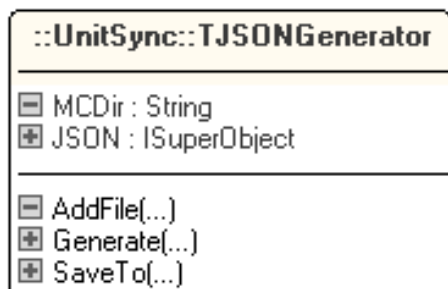 ::UnitSync::TJSONGenerator
MCDir : String
JSON : ISuperObject
AddFile(...)
Generate(...)
SaveTo(...)